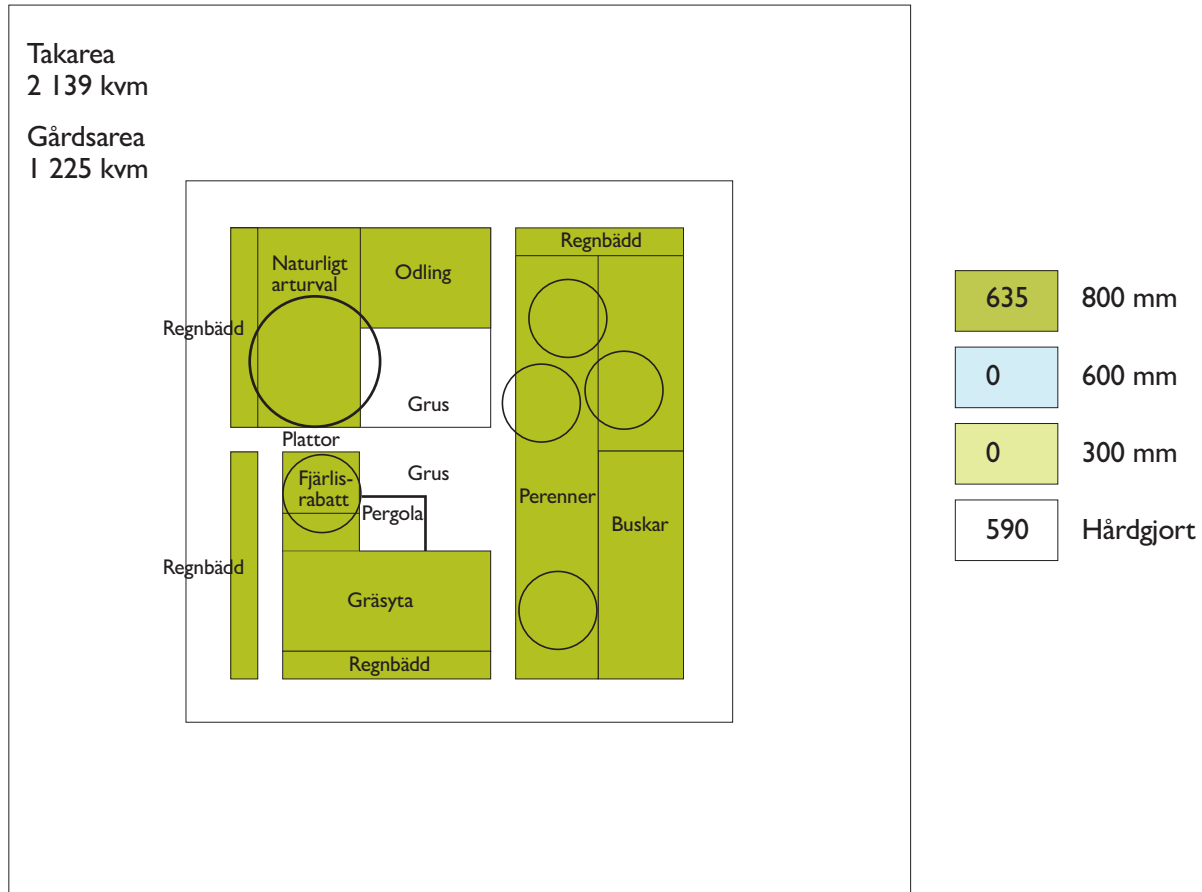 Takarea
2 139 kvm
Gårdsarea
1 225 kvm
Regnbädd
Naturligt
arturval
Odling
Regnbädd
Grus
Plattor
Grus
Fjärlis-
rabatt
Pergola
Perenner
Buskar
Regnbädd
Gräsyta
Regnbädd
635 800 mm
0 600 mm
0 300 mm
590 Hårdgjort